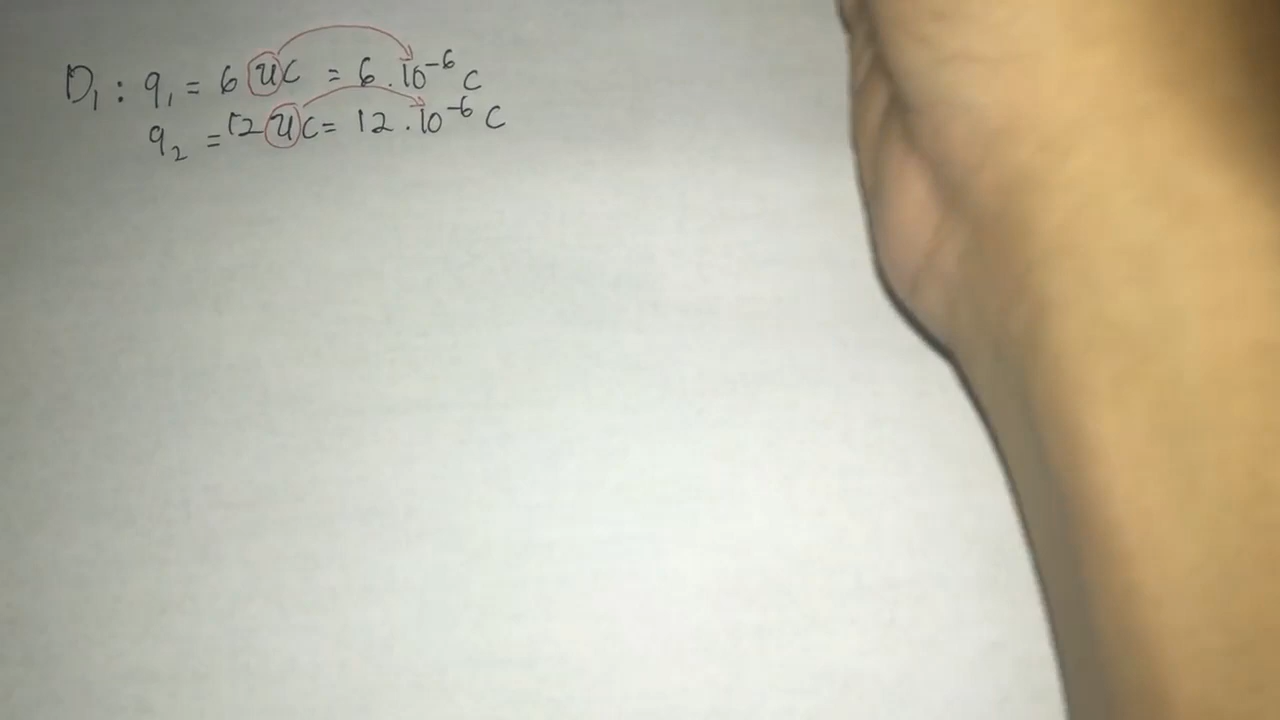 D₁ : q₁ = 6 uc = 6 . 10⁻⁶ C
q₂ = 12 uc = 12 . 10⁻⁶ C